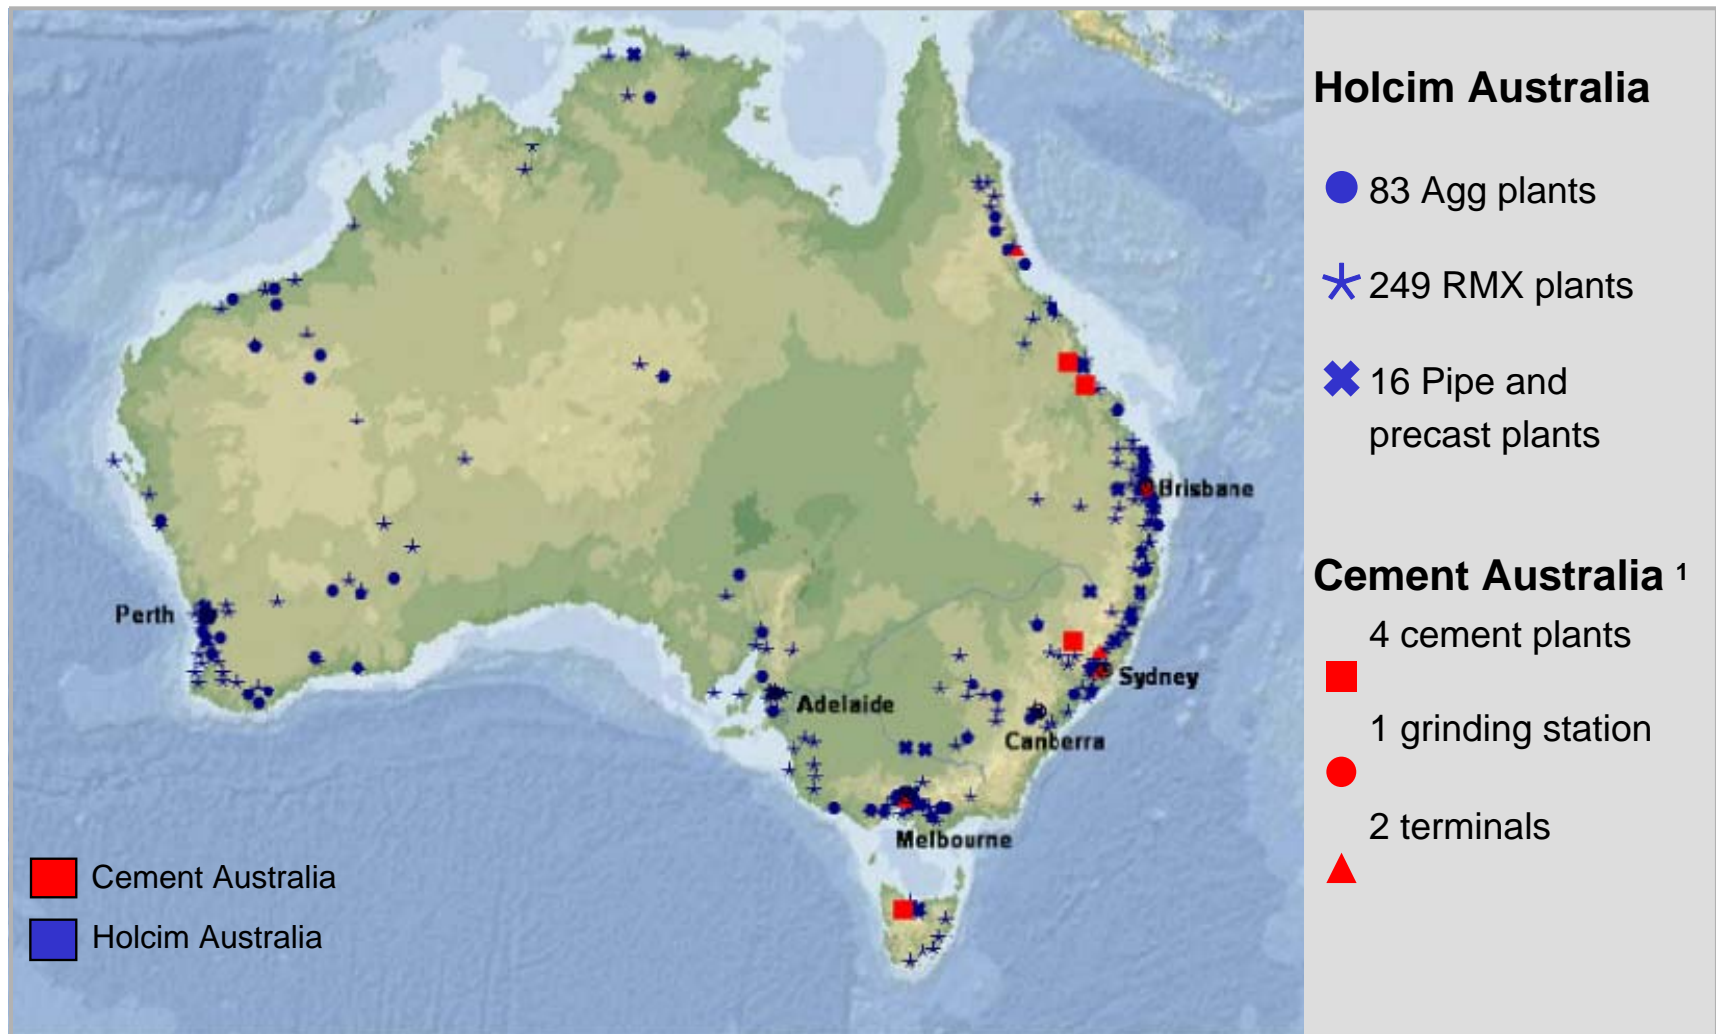 Holcim Australia
83 Agg plants
249 RMX plants
16 Pipe and
precast plants
Cement Australia 1
4 cement plants
1 grinding station
2 terminals
Brisbane
Perth
Sydney
Adelaide
Canberra
Melbourne
Cement Australia
Holcim Australia